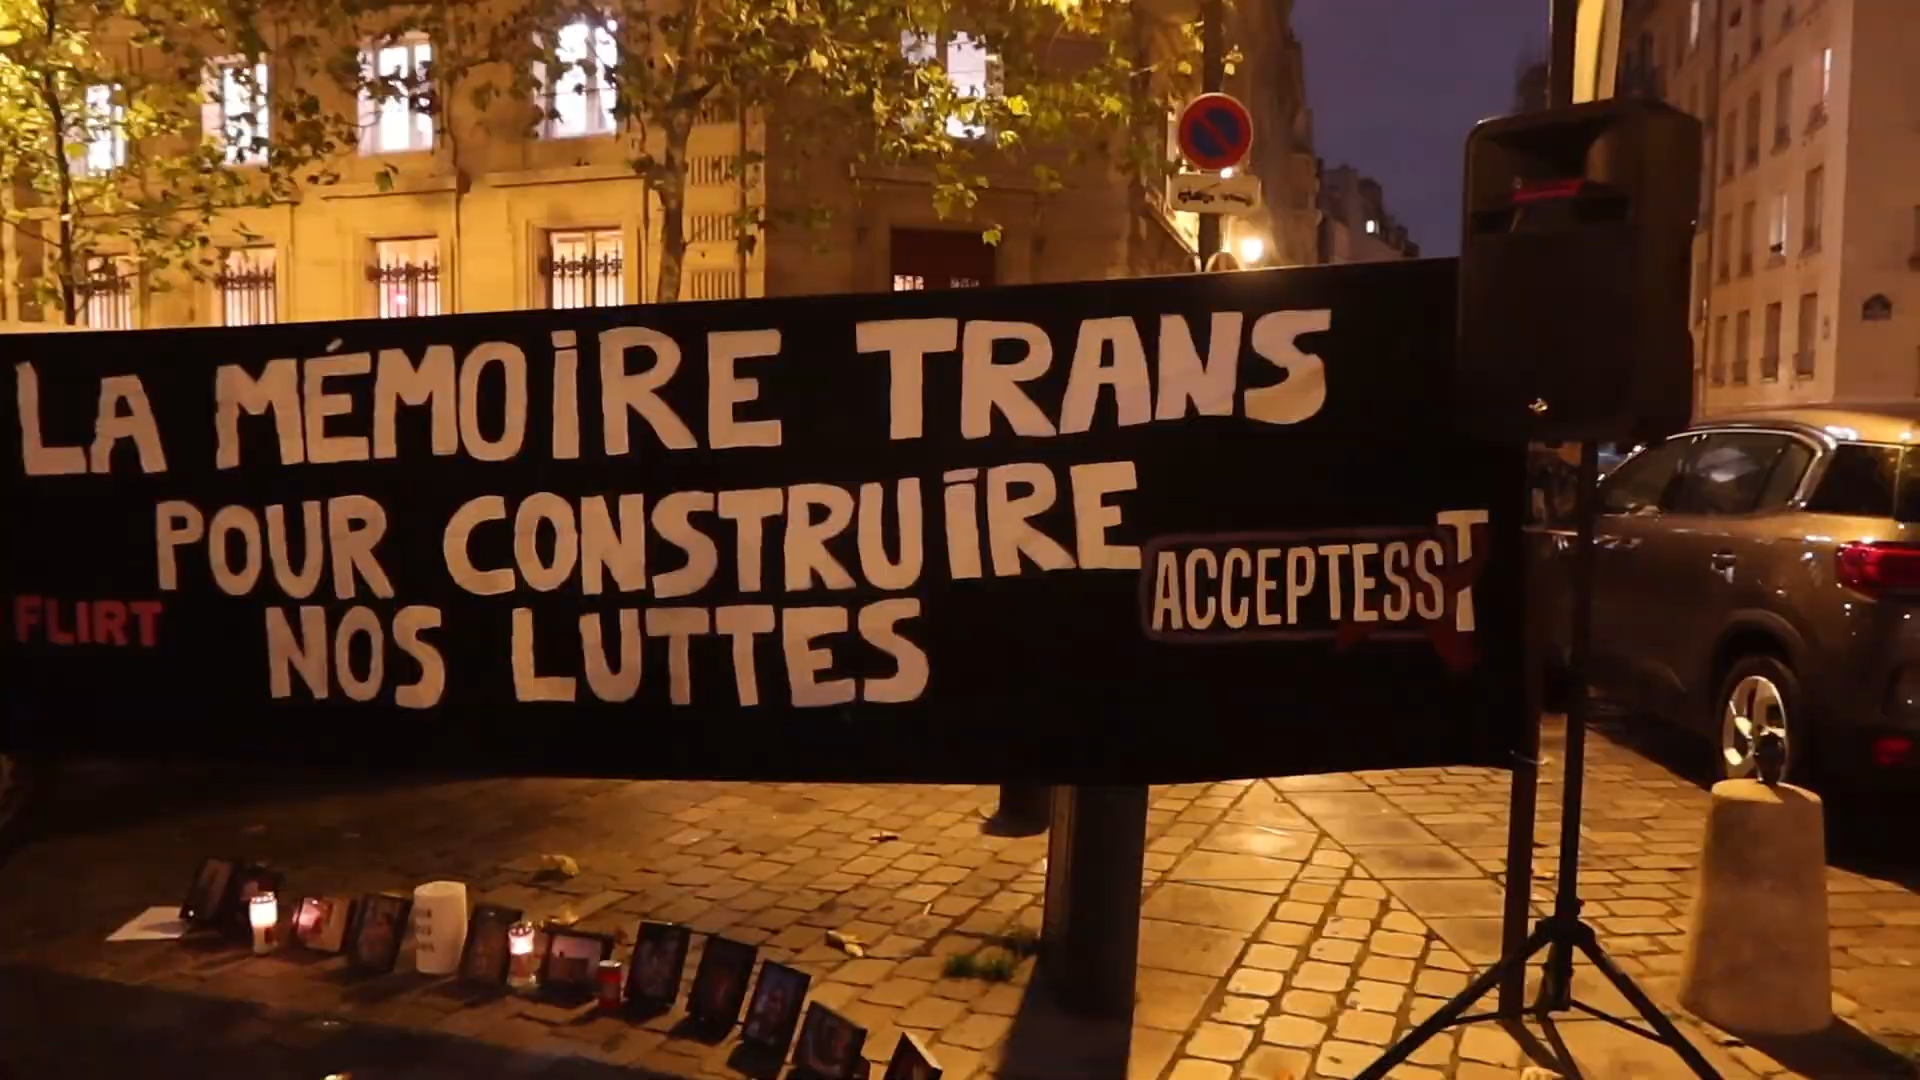 LA MÉMOIRE TRANS
POUR CONSTRUIRE
NOS LUTTES
FLIRT
ACCEPTESS T